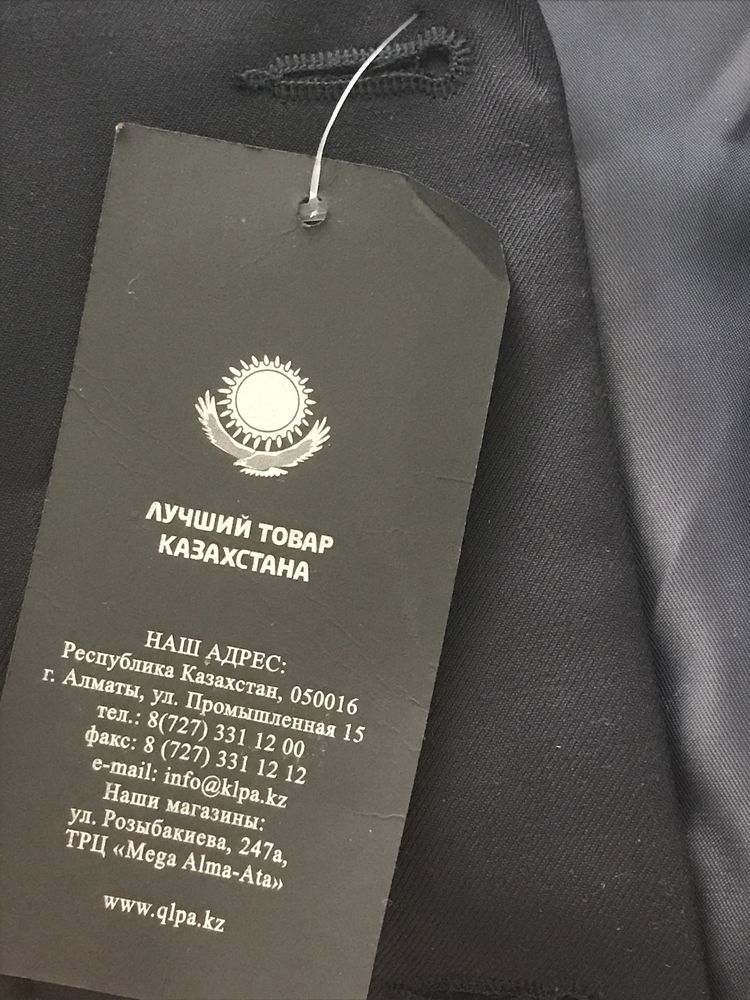 ЛУЧШИЙ ТОВАР
КАЗАХСТАНА
НАШ АДРЕС:
Республика Казахстан, 050016
г. Алматы, ул. Промышленная 15
тел.: 8(727) 331 12 00
факс: 8 (727) 331 12 12
e-mail: info@klpa.kz
Наши магазины:
ул. Розыбакиева, 247а,
ТРЦ «Mega Alma-Ata»
www.qlpa.kz